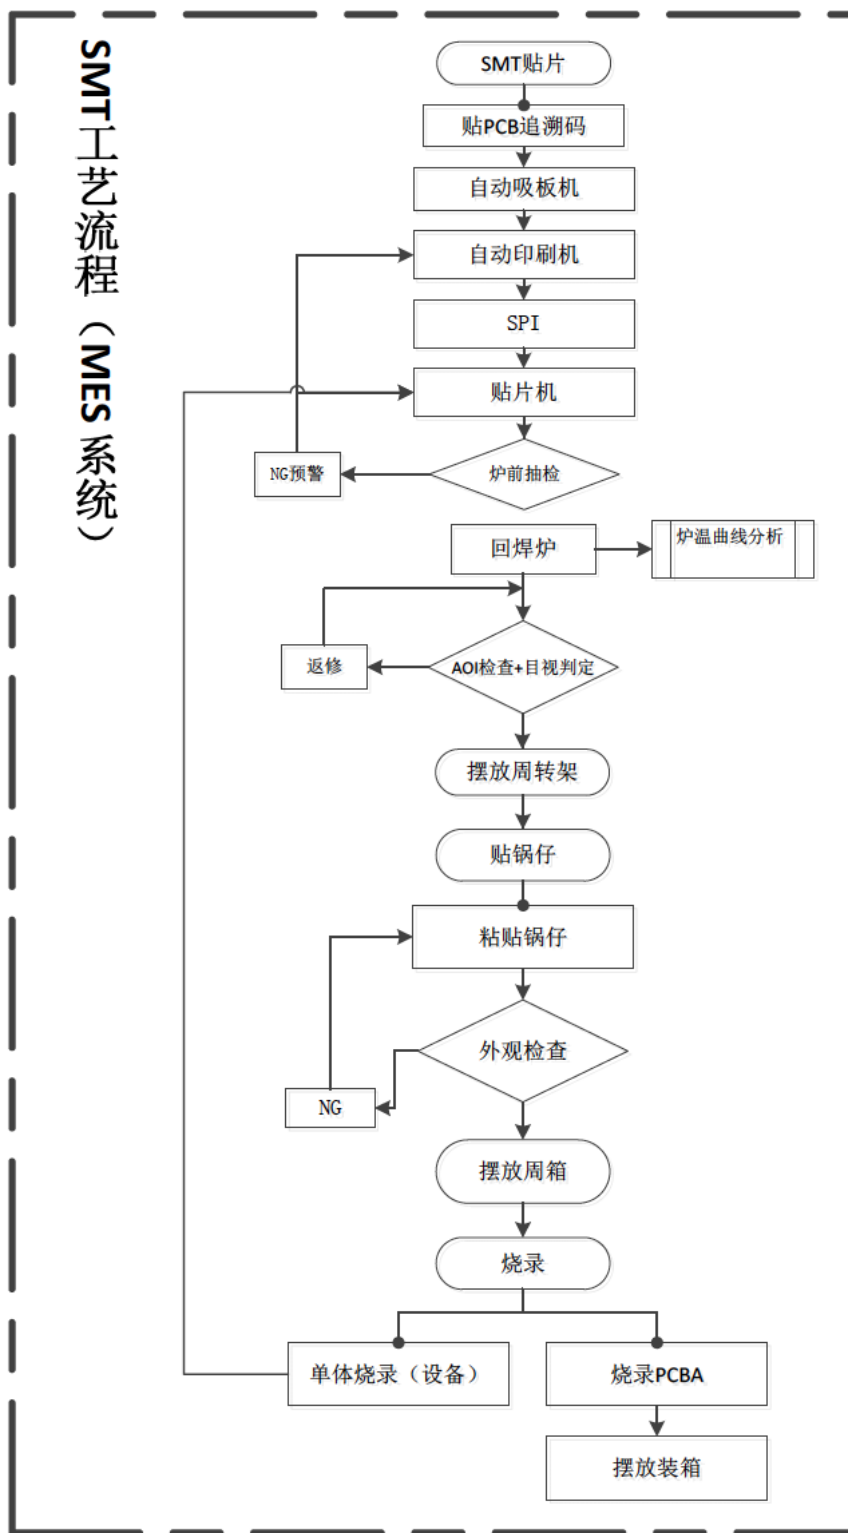 SMT工艺流程（MES系统）
SMT贴片
贴PCB追溯码
自动吸板机
自动印刷机
SPI
贴片机
NG预警
炉前抽检
回焊炉
炉温曲线分析
返修
AOI检查+目视判定
摆放周转架
贴锅仔
粘贴锅仔
外观检查
NG
摆放周箱
烧录
单体烧录（设备）
烧录PCBA
摆放装箱